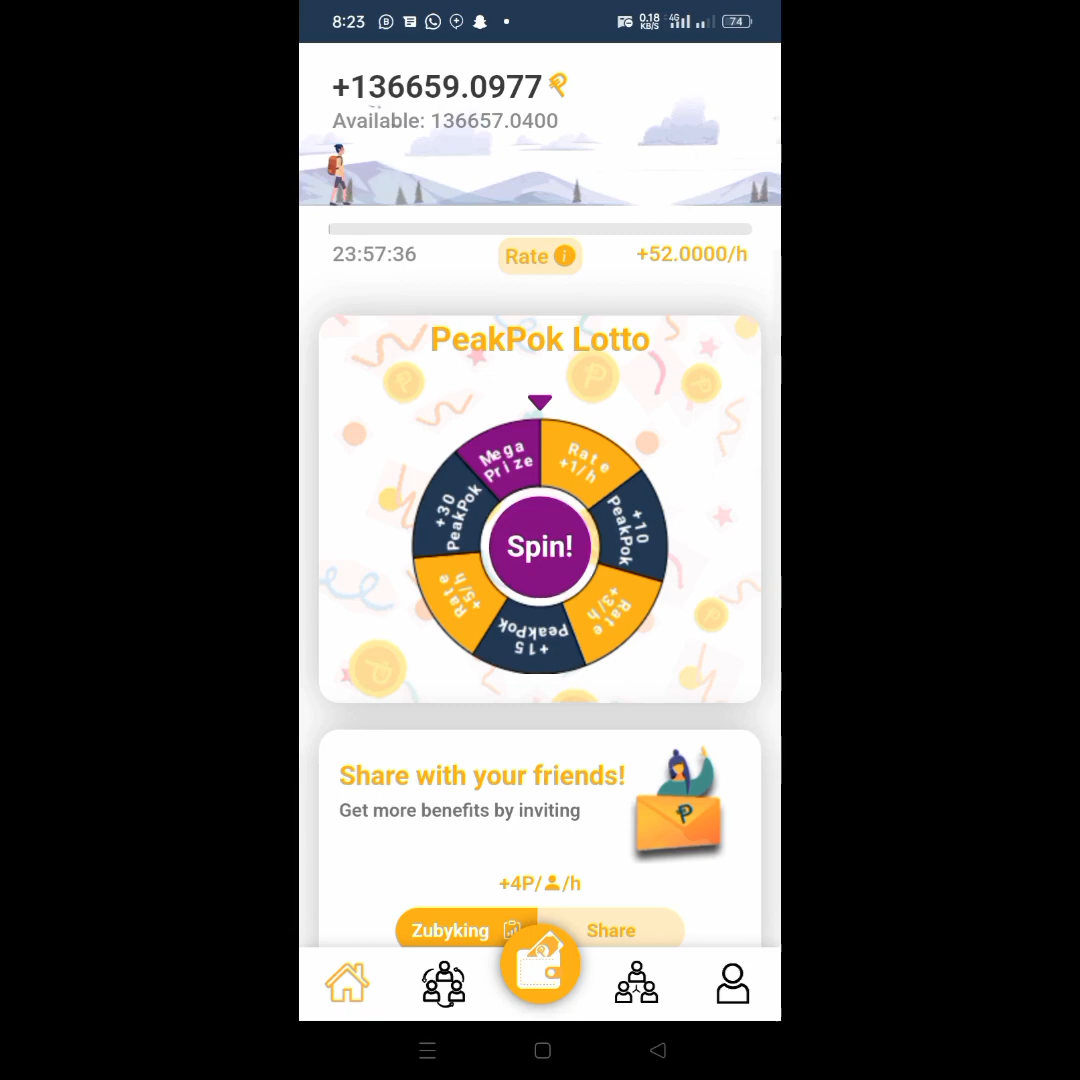 8:23
0.18
KB/S
4G
74
+136659.0977
Available: 136657.0400
23:57:36
Rate
+52.0000/h
PeakPok Lotto
Mega
Prize
Rate
+1/h
+10
PeakPok
Rate
+3/h
+15
PeakPok
Rate
+5/h
+30
PeakPok
Spin!
Share with your friends!
Get more benefits by inviting
+4P/ /h
Zubyking
Share